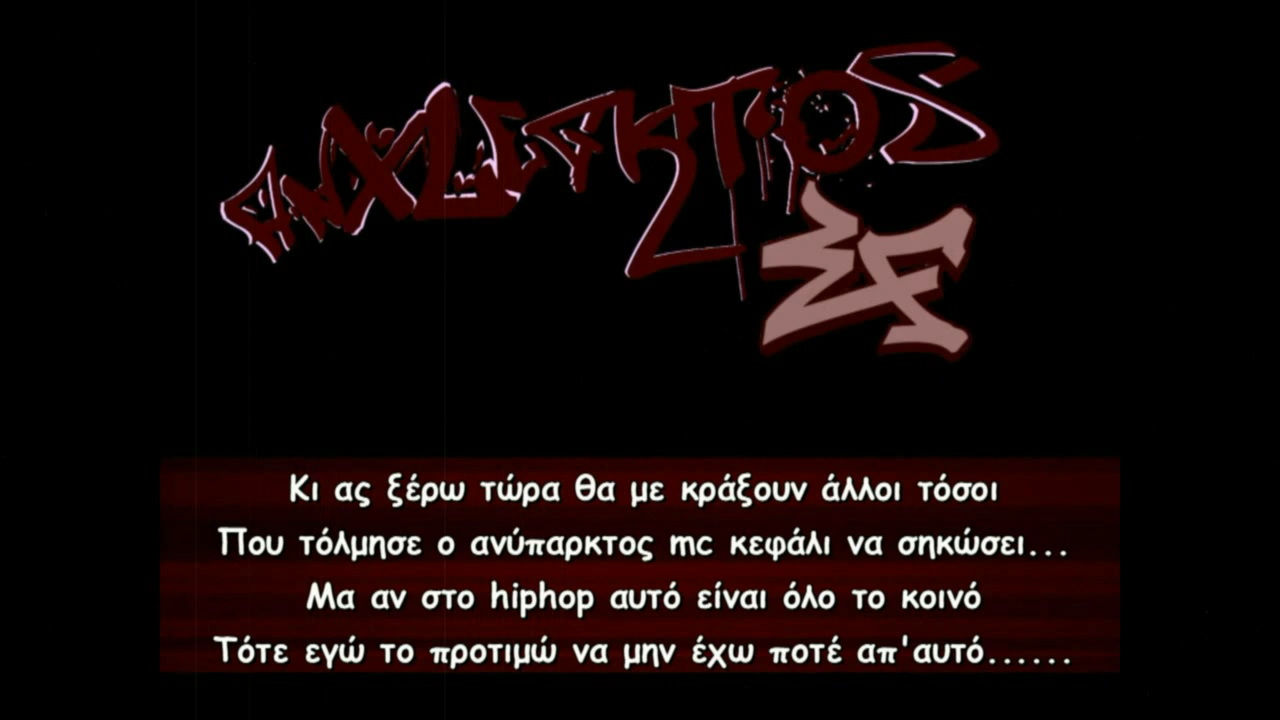 Κι ας ξέρω τώρα θα με κράξουν άλλοι τόσοι
Που τόλμησε ο ανύπαρκτος mc κεφάλι να σηκώσει...
Μα αν στο hiphop αυτό είναι όλο το κοινό
Τότε εγώ το προτιμώ να μην έχω ποτέ απ'αυτό......